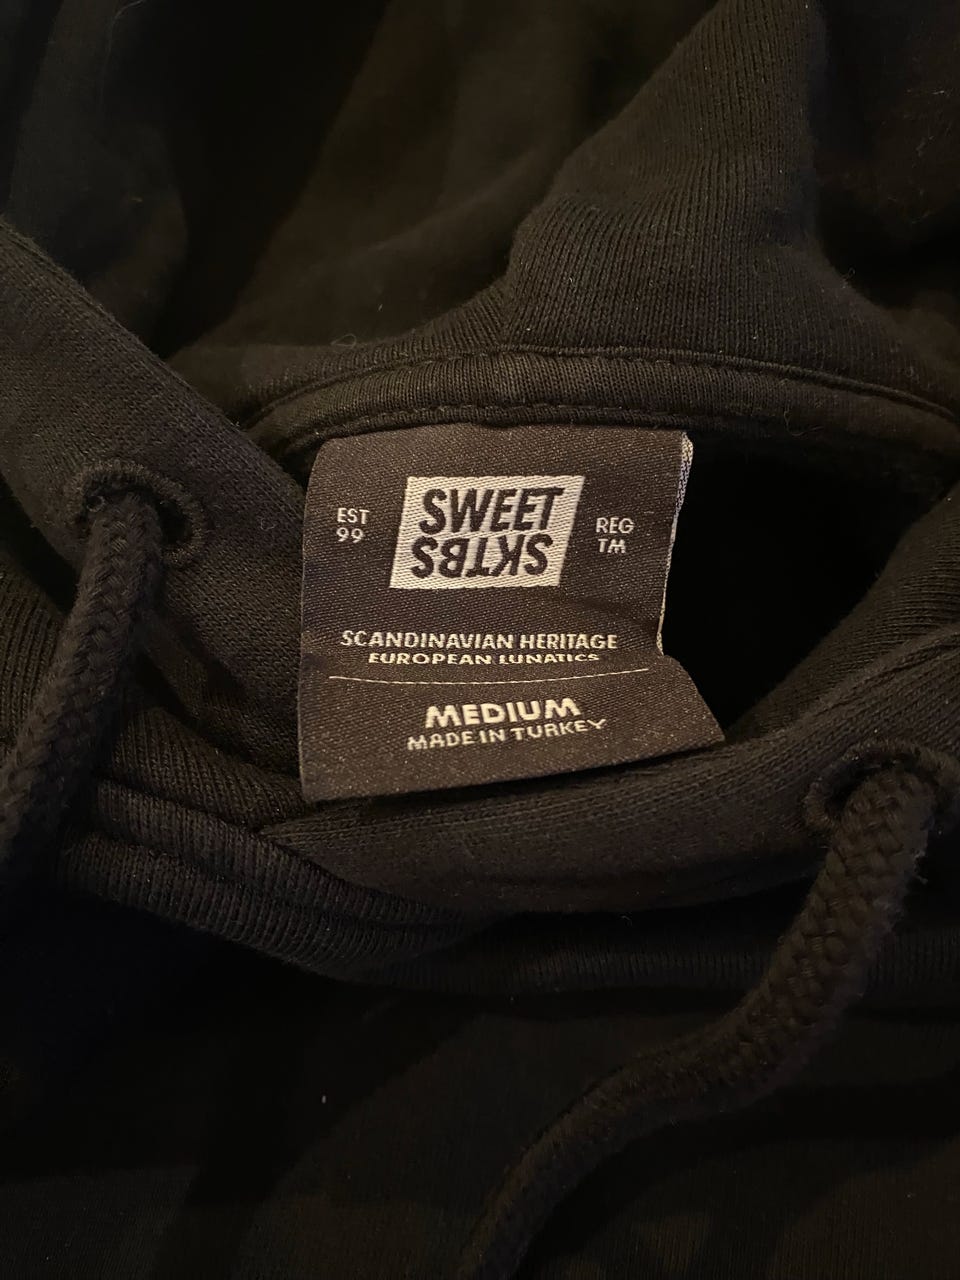 EST
99
SWEET
SKTBS
REG
TM
SCANDINAVIAN HERITAGE
EUROPEAN LUNATICS
MEDIUM
MADE IN TURKEY